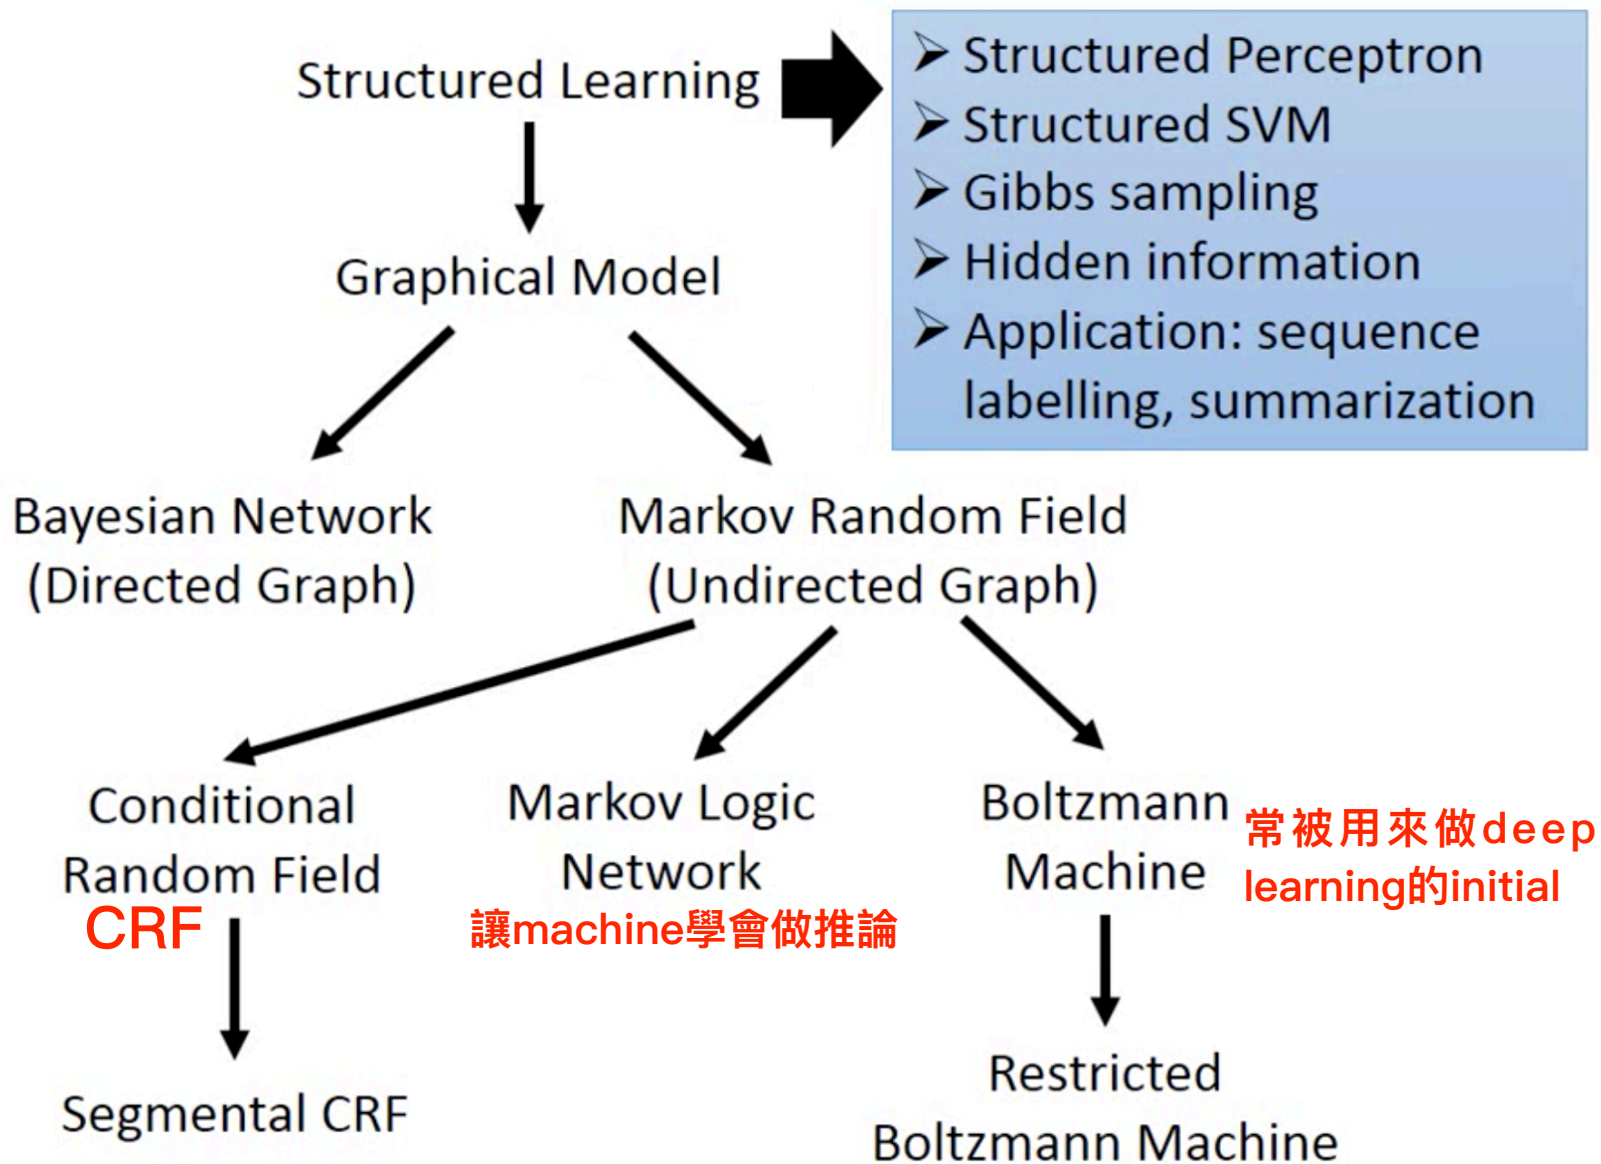 Structured Learning
➢ Structured Perceptron
➢ Structured SVM
➢ Gibbs sampling
➢ Hidden information
➢ Application: sequence
labelling, summarization
Graphical Model
Bayesian Network
(Directed Graph)
Markov Random Field
(Undirected Graph)
Conditional
Random Field
CRF
Markov Logic
Network
讓machine學會做推論
Boltzmann
Machine
常被用來做deep
learning的initial
Segmental CRF
Restricted
Boltzmann Machine